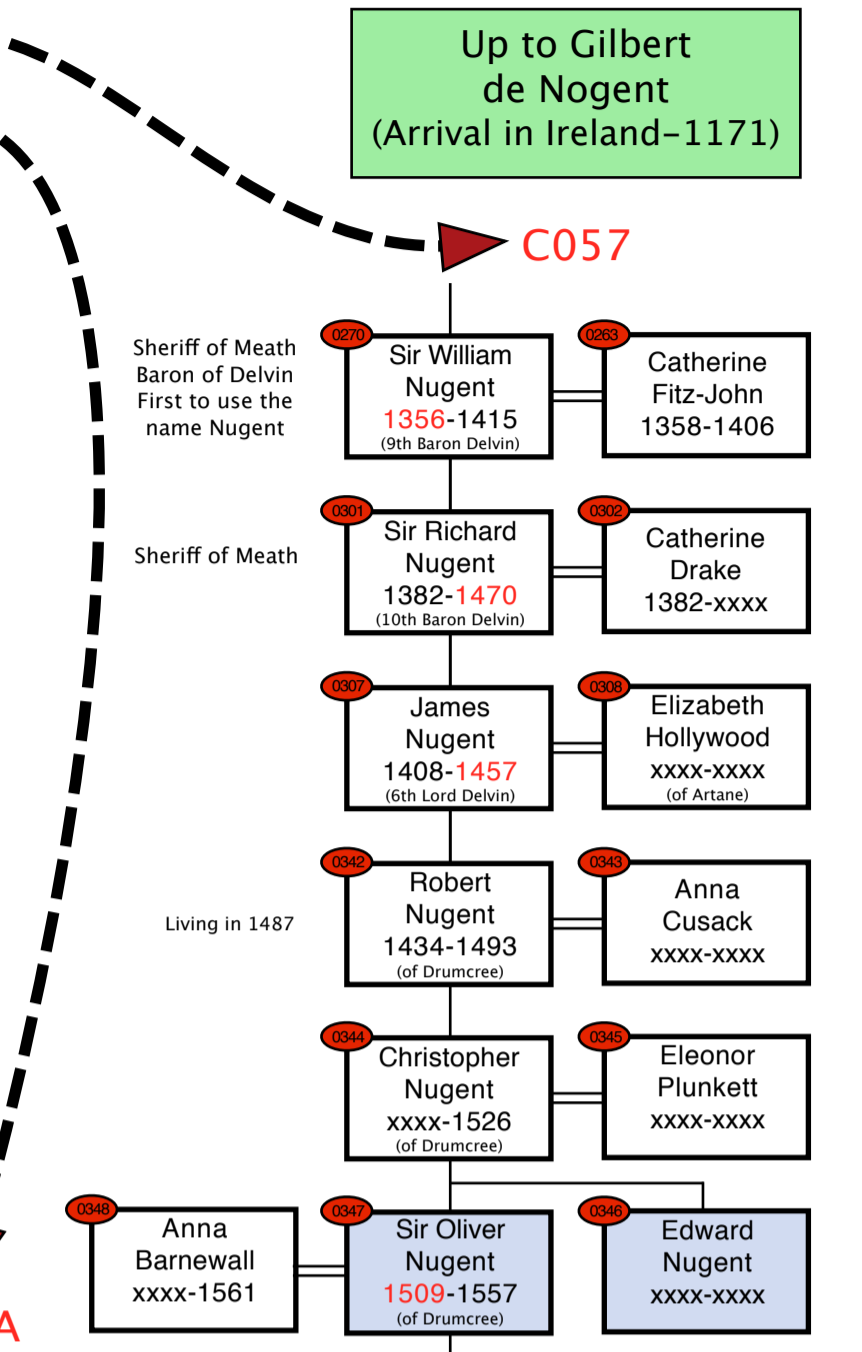 Up to Gilbert
de Nogent
(Arrival in Ireland–1171)
C057
Sheriff of Meath
Baron of Delvin
First to use the
name Nugent
0270
Sir William
Nugent
1356-1415
(9th Baron Delvin)
0263
Catherine
Fitz-John
1358-1406
Sheriff of Meath
0301
Sir Richard
Nugent
1382-1470
(10th Baron Delvin)
0302
Catherine
Drake
1382-xxxx
0307
James
Nugent
1408-1457
(6th Lord Delvin)
0308
Elizabeth
Hollywood
xxxx-xxxx
(of Artane)
Living in 1487
0342
Robert
Nugent
1434-1493
(of Drumcree)
0343
Anna
Cusack
xxxx-xxxx
0344
Christopher
Nugent
xxxx-1526
(of Drumcree)
0345
Eleonor
Plunkett
xxxx-xxxx
0348
Anna
Barnewall
xxxx-1561
0347
Sir Oliver
Nugent
1509-1557
(of Drumcree)
0346
Edward
Nugent
xxxx-xxxx
A